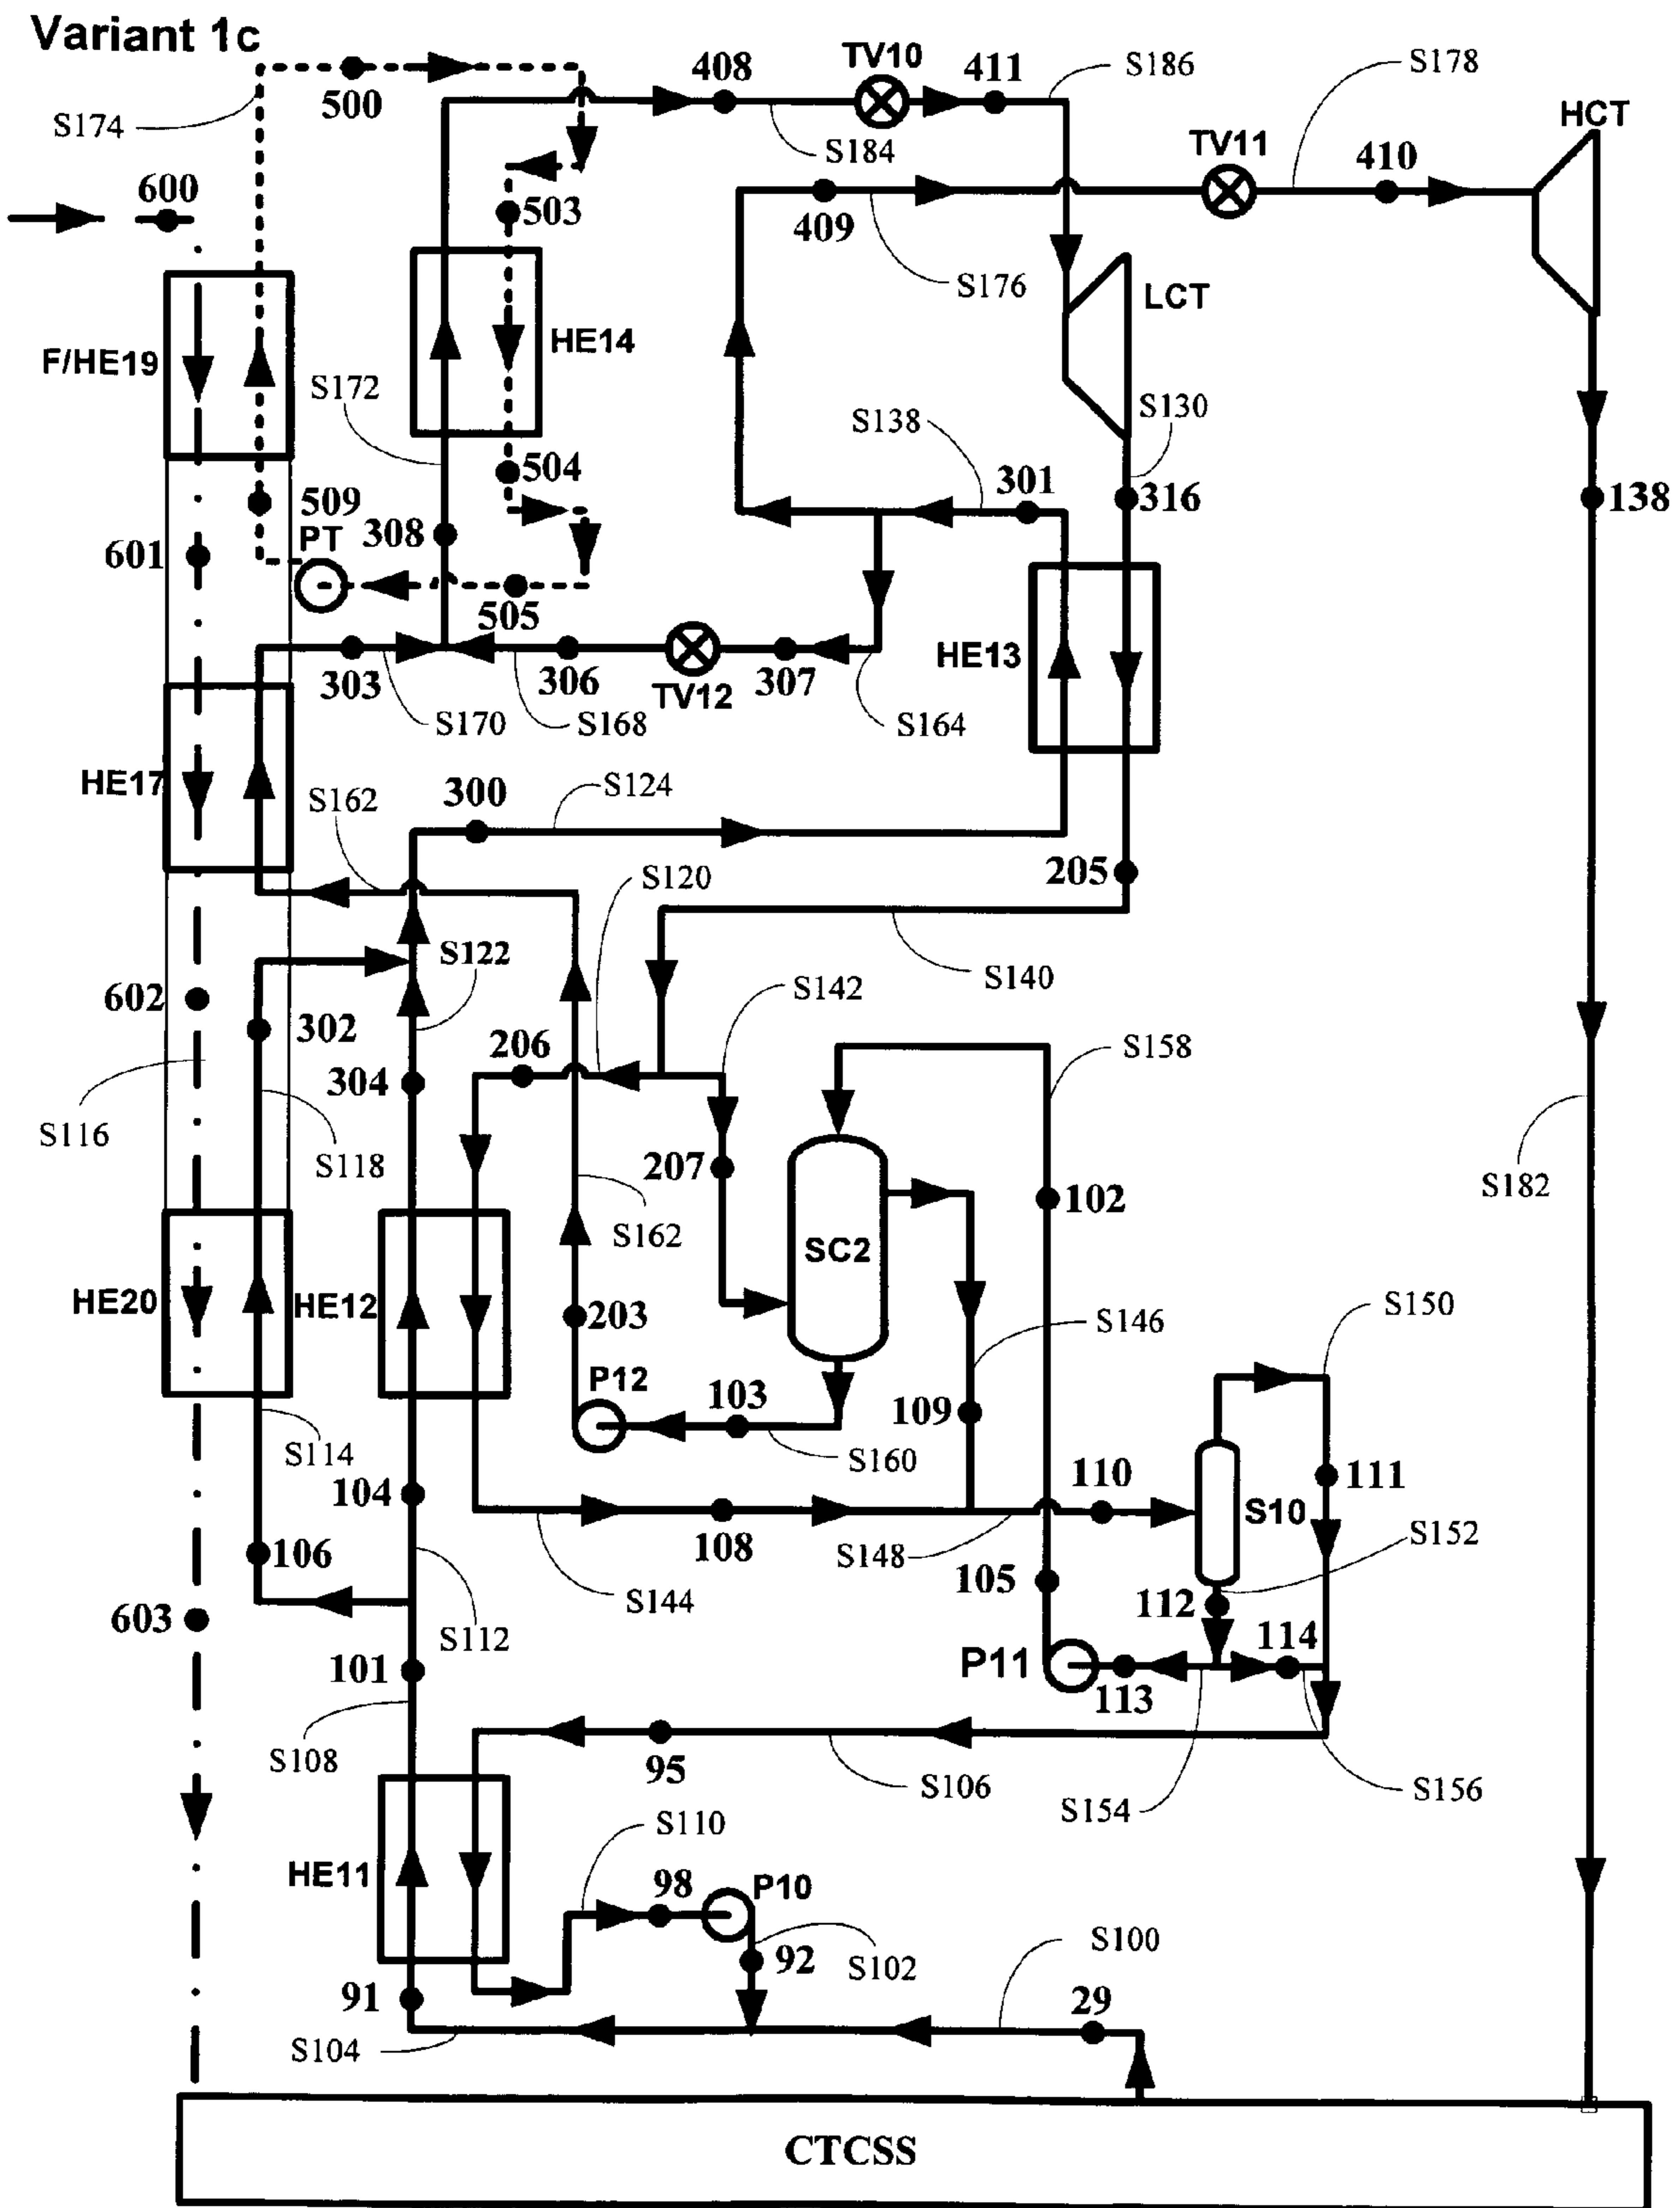 Variant 1c
TV10
408
411
S186
S178
500
HCT
S174
TV11
S184
410
600
503
409
S176
LCT
HE14
F/HE19
S172
S130
S138
504
301
316
138
509
PT
308
601
505
HE13
303
306
TV12
307
S170
S168
S164
HE17
S162
300
S124
S120
205
S122
S140
602
S142
302
206
S158
304
S116
S118
207
102
S182
S162
SC2
HE20
HE12
203
S150
S146
P12
103
109
S114
S160
104
110
111
S10
106
108
S148
S152
105
S144
112
603
S112
114
101
P11
113
S108
95
S106
S156
S154
S110
HE11
98
P10
S100
92
S102
91
29
S104
CTCSS